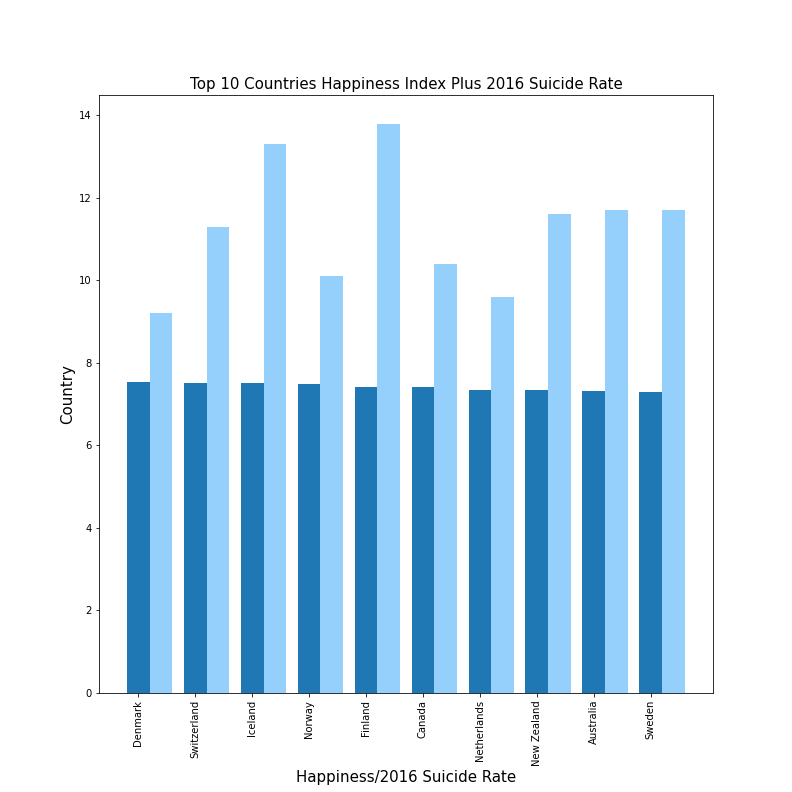 Top 10 Countries Happiness Index Plus 2016 Suicide Rate
14
12
10
8
6
4
2
0
Country
Denmark
Switzerland
Iceland
Norway
Finland
Canada
Netherlands
New Zealand
Australia
Sweden
Happiness/2016 Suicide Rate